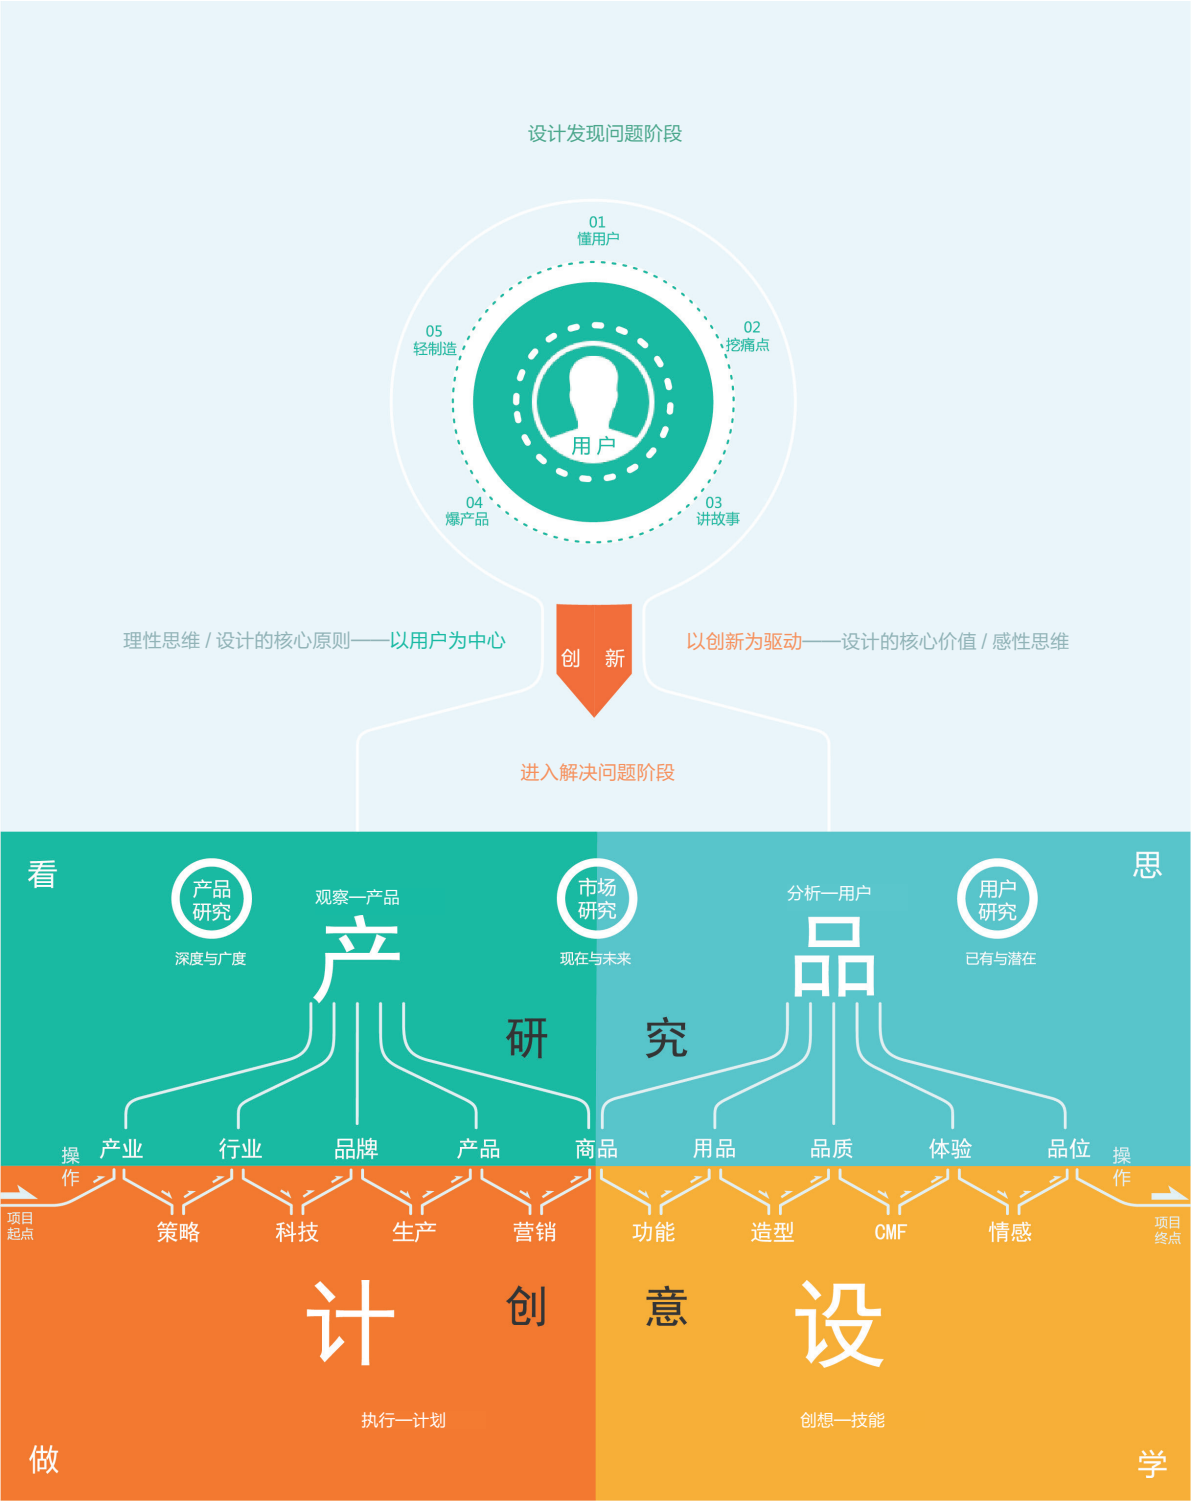 设计发现问题阶段
01
懂用户
05
轻制造
02
挖痛点
用户
04
爆产品
03
讲故事
理性思维 / 设计的核心原则——以用户为中心
以创新为驱动——设计的核心价值 / 感性思维
创 新
进入解决问题阶段
看
思
产品
研究
深度与广度
观察—产品
产
市场
研究
现在与未来
分析—用户
品
用户
研究
已有与潜在
研 究
操
作
产业 行业 品牌 产品 商品 用品 品质 体验 品位
操
作
项目
起点
策略 科技 生产 营销 功能 造型 CMF 情感
项目
终点
计 创 意 设
执行—计划
创想—技能
做
学